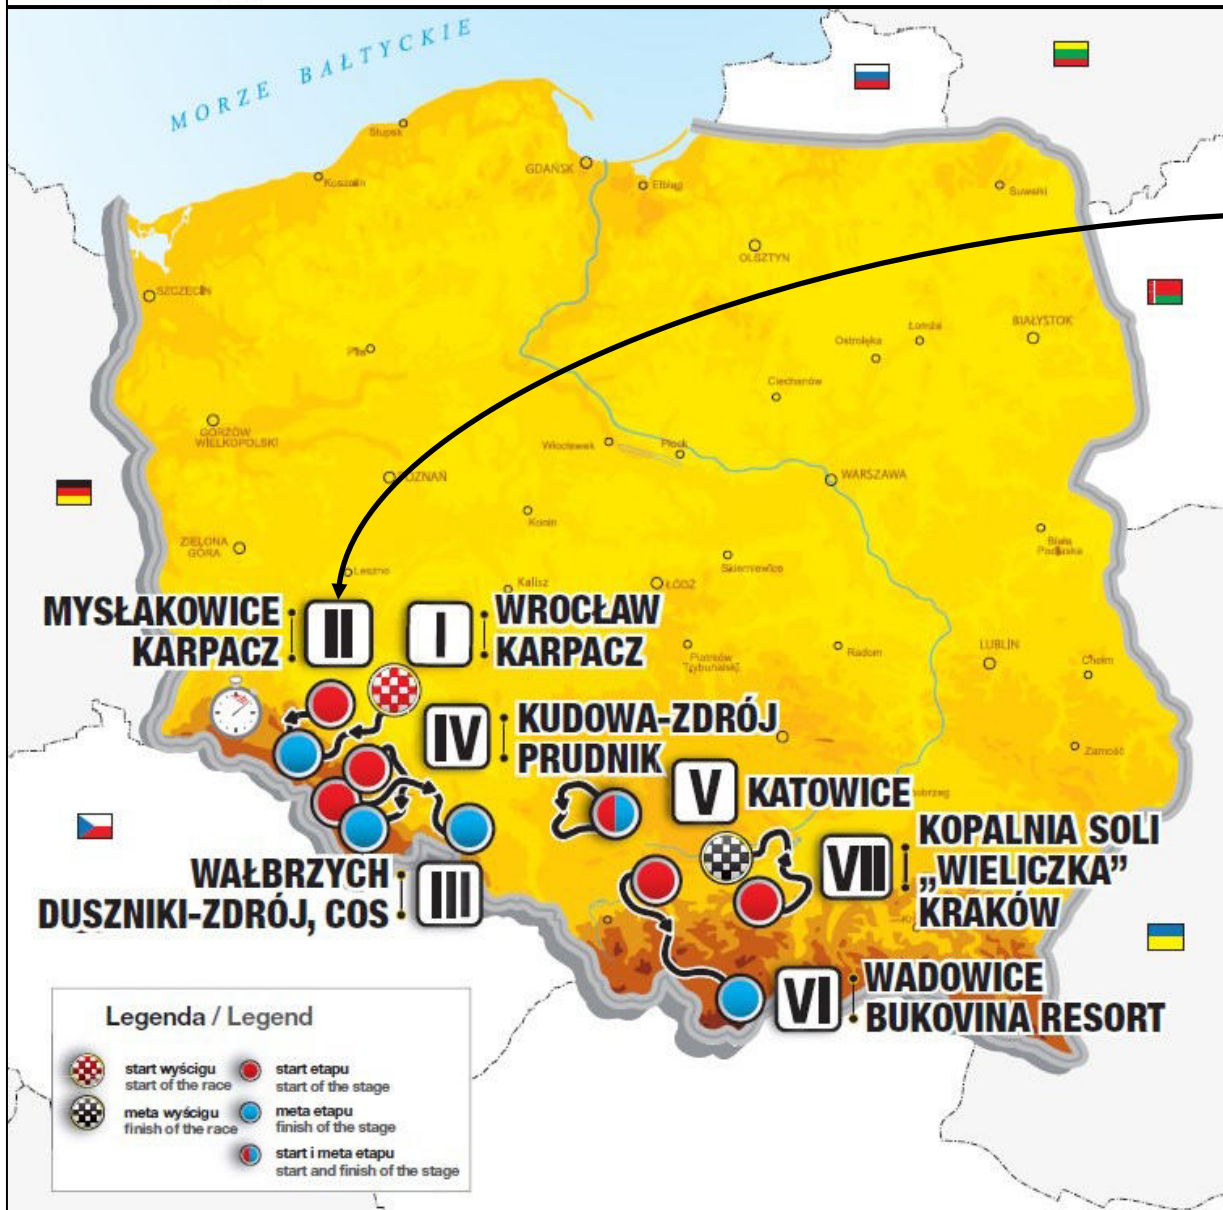 MORZE BAŁTYCKIE
Słupsk
Koszalin
GDAŃSK
Elbląg
Suwałki
OLSZTYN
SZCZECIN
Piła
Ostrołęka
Łomża
BIAŁYSTOK
Ciechanów
GORZÓW
WIELKOPOLSKI
Włocławek
Płock
POZNAŃ
WARSZAWA
Konin
ZIELONA
GÓRA
Leszno
Kalisz
ŁÓDŹ
Skierniewice
Biała
Podlaska
MYSŁAKOWICE
KARPACZ
II
I
WROCŁAW
KARPACZ
Piotrków
Trybunalski
Radom
LUBLIN
Chełm
IV
KUDOWA-ZDRÓJ
PRUDNIK
Zamość
V
KATOWICE
VII
KOPALNIA SOLI
„WIELICZKA”
KRAKÓW
WAŁBRZYCH
DUSZNIKI-ZDRÓJ, COS
III
VI
WADOWICE
BUKOVINA RESORT
Legenda / Legend
start wyścigu
start of the race
meta wyścigu
finish of the race
start etapu
start of the stage
meta etapu
finish of the stage
start i meta etapu
start and finish of the stage